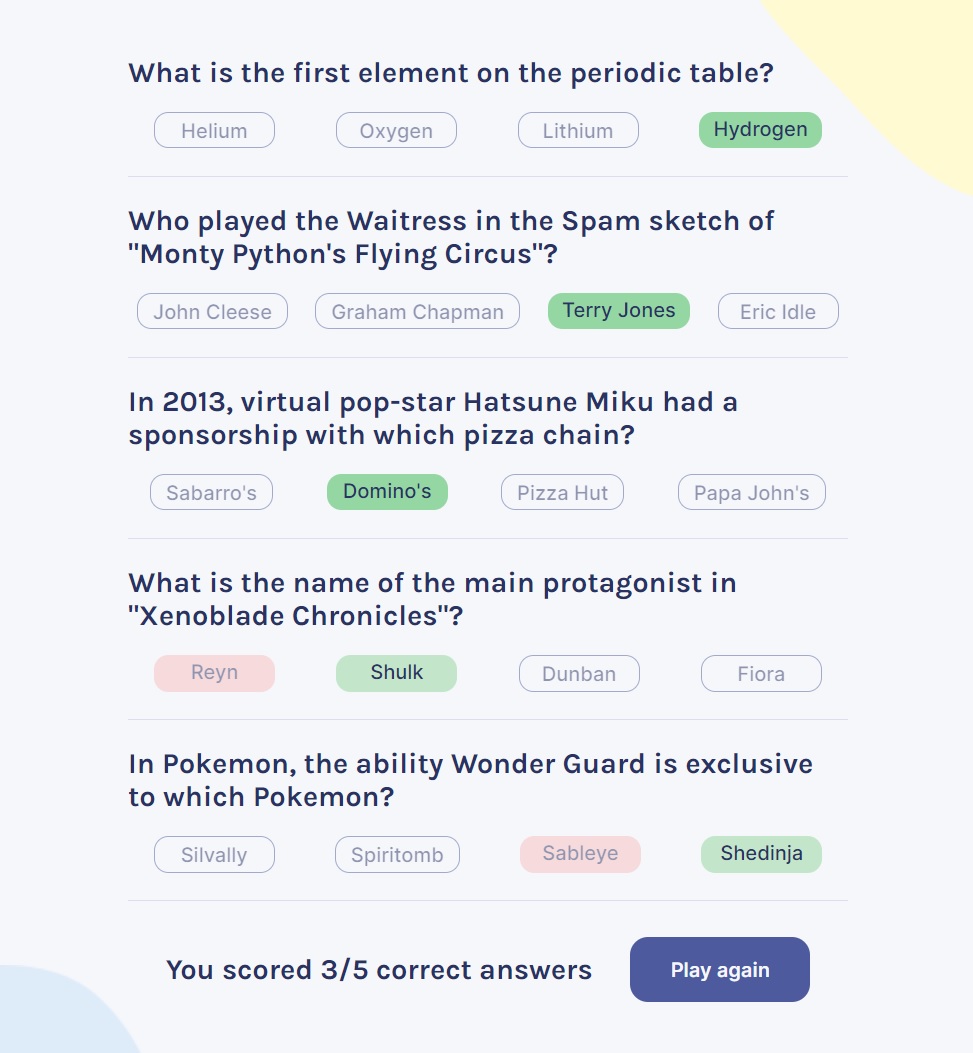 What is the first element on the periodic table?
Helium Oxygen Lithium Hydrogen
Who played the Waitress in the Spam sketch of
"Monty Python's Flying Circus"?
John Cleese Graham Chapman Terry Jones Eric Idle
In 2013, virtual pop-star Hatsune Miku had a
sponsorship with which pizza chain?
Sabarro's Domino's Pizza Hut Papa John's
What is the name of the main protagonist in
"Xenoblade Chronicles"?
Reyn Shulk Dunban Fiora
In Pokemon, the ability Wonder Guard is exclusive
to which Pokemon?
Silvally Spiritomb Sableye Shedinja
You scored 3/5 correct answers Play again